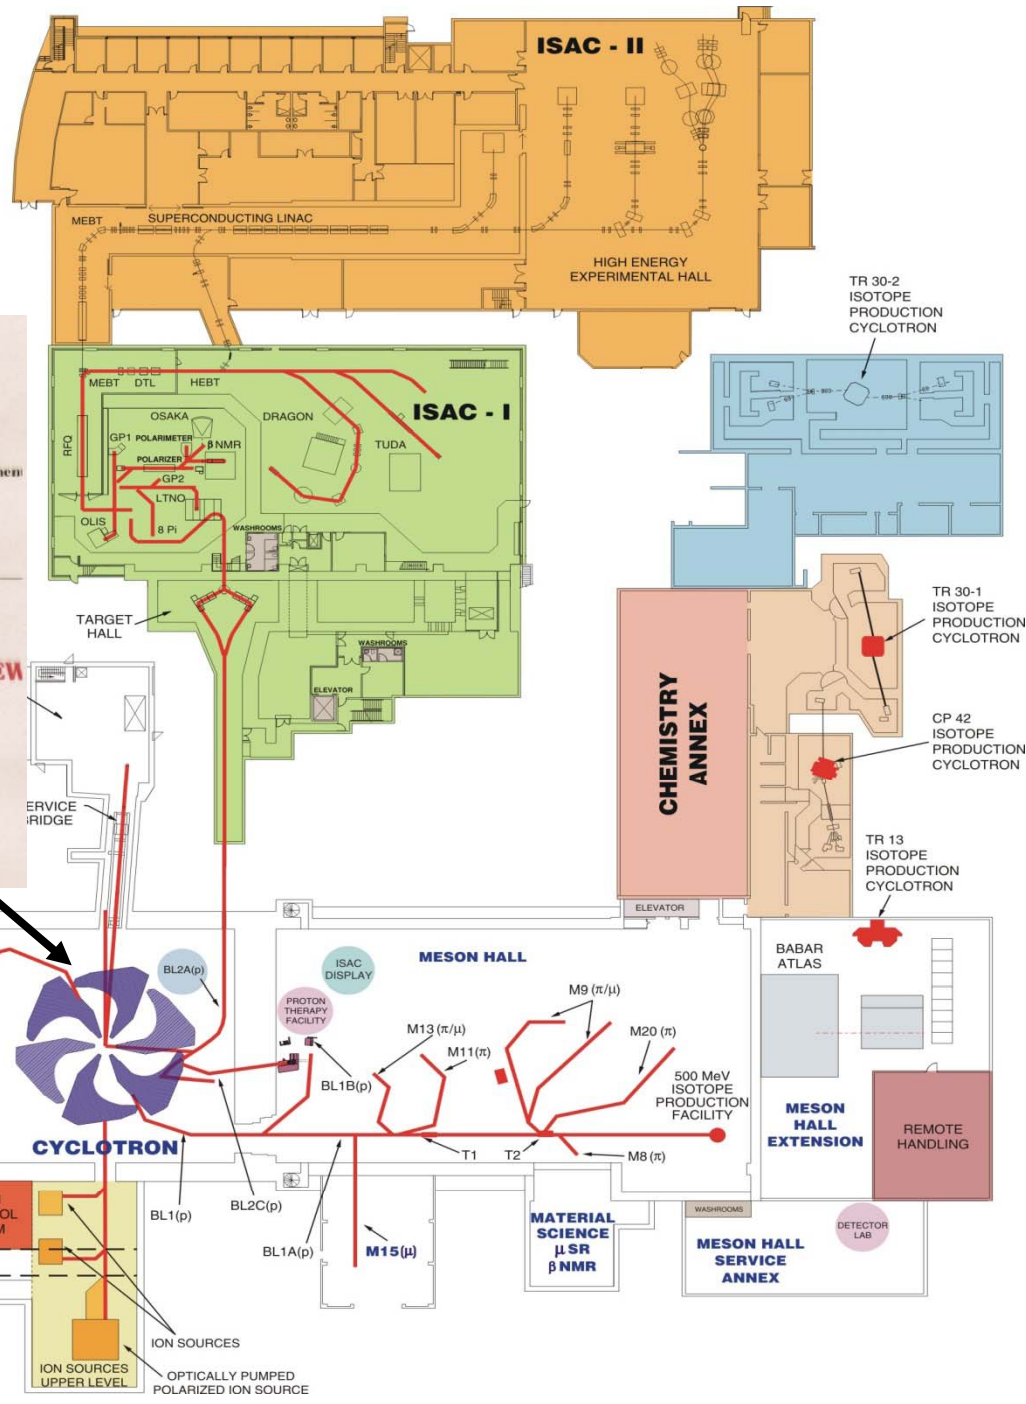 ISAC - II
MEBT
SUPERCONDUCTING LINAC
HIGH ENERGY
EXPERIMENTAL HALL
TR 30-2
ISOTOPE
PRODUCTION
CYCLOTRON
MEBT
DTL
HEBT
ISAC - I
OSAKA
DRAGON
TUDA
RFQ
GP1
POLARIMETER
β NMR
POLARIZER
GP2
LTNO
OLIS
8 Pi
WASHROOMS
TARGET
HALL
WASHROOMS
ELEVATOR
TR 30-1
ISOTOPE
PRODUCTION
CYCLOTRON
CHEMISTRY
ANNEX
CP 42
ISOTOPE
PRODUCTION
CYCLOTRON
TR 13
ISOTOPE
PRODUCTION
CYCLOTRON
ELEVATOR
BL2A(p)
ISAC
DISPLAY
MESON HALL
BABAR
ATLAS
PROTON
THERAPY
FACILITY
M9 (π/μ)
M13 (π/μ)
M11(π)
M20 (π)
BL1B(p)
500 MeV
ISOTOPE
PRODUCTION
FACILITY
MESON
HALL
EXTENSION
REMOTE
HANDLING
CYCLOTRON
T1
T2
M8 (π)
BL1(p)
BL2C(p)
BL1A(p)
M15(μ)
MATERIAL
SCIENCE
μ SR
β NMR
WASHROOMS
MESON HALL
SERVICE
ANNEX
DETECTOR
LAB
ION SOURCES
ION SOURCES
UPPER LEVEL
OPTICALLY PUMPED
POLARIZED ION SOURCE